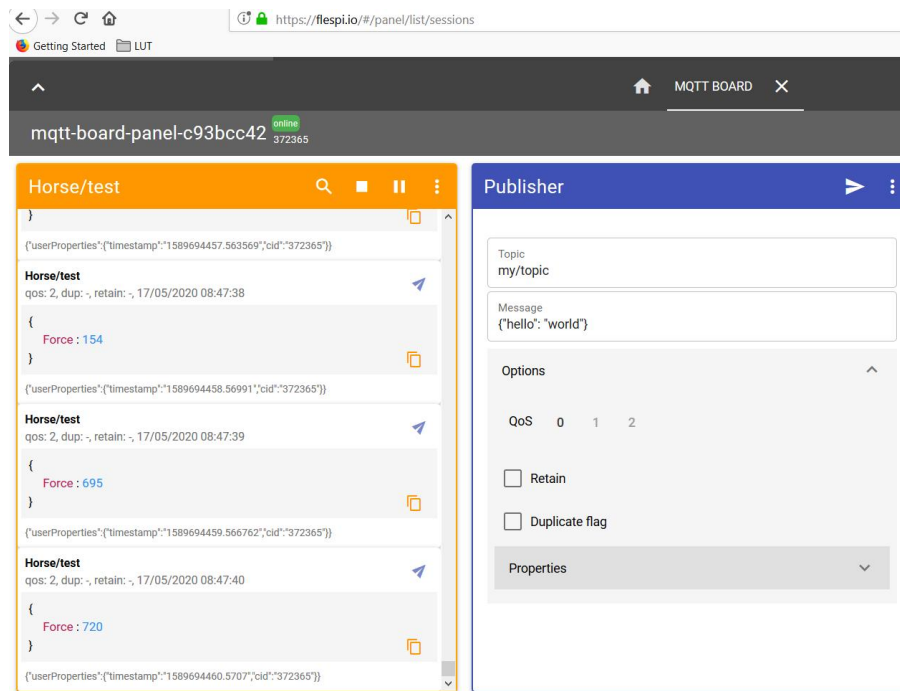 https://flespi.io/#/panel/list/sessions
Getting Started LUT
MQTT BOARD
mqtt-board-panel-c93bcc42 online
372365
Horse/test
}
{"userProperties":{"timestamp":"1589694457.563569","cid":"372365"}}
Horse/test
qos: 2, dup: -, retain: -, 17/05/2020 08:47:38
{
Force : 154
}
{"userProperties":{"timestamp":"1589694458.56991","cid":"372365"}}
Horse/test
qos: 2, dup: -, retain: -, 17/05/2020 08:47:39
{
Force : 695
}
{"userProperties":{"timestamp":"1589694459.566762","cid":"372365"}}
Horse/test
qos: 2, dup: -, retain: -, 17/05/2020 08:47:40
{
Force : 720
}
{"userProperties":{"timestamp":"1589694460.5707","cid":"372365"}}
Publisher
Topic
my/topic
Message
{"hello": "world"}
Options
QoS 0 1 2
Retain
Duplicate flag
Properties